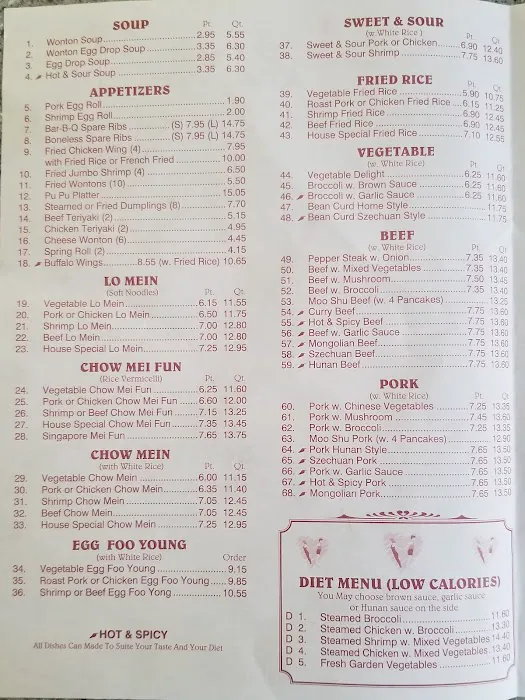 SOUP Pt. Qt.
1. Wonton Soup 2.95 5.55
2. Wonton Egg Drop Soup 3.35 6.30
3. Egg Drop Soup 2.85 5.40
4. Hot & Sour Soup 3.35 6.30
APPETIZERS
5. Pork Egg Roll 1.90
6. Shrimp Egg Roll 2.00
7. Bar-B-Q Spare Ribs (S) 7.95 (L) 14.75
8. Boneless Spare Ribs (S) 7.95 (L) 14.75
9. Fried Chicken Wing (4) 7.95
with Fried Rice or French Fried 10.00
10. Fried Jumbo Shrimp (4) 6.50
11. Fried Wontons (10) 5.50
12. Pu Pu Platter 15.05
13. Steamed or Fried Dumplings (8) 7.70
14. Beef Teriyaki (2) 5.15
15. Chicken Teriyaki (2) 4.95
16. Cheese Wonton (6) 4.45
17. Spring Roll (2) 4.15
18. Buffalo Wings 8.55 (w. Fried Rice) 10.65
LO MEIN
(Soft Noodles) Pt. Qt.
19. Vegetable Lo Mein 6.15 11.55
20. Pork or Chicken Lo Mein 6.50 11.75
21. Shrimp Lo Mein 7.00 12.80
22. Beef Lo Mein 7.00 12.80
23. House Special Lo Mein 7.25 12.95
CHOW MEI FUN
(Rice Vermicelli) Pt. Qt.
24. Vegetable Chow Mei Fun 6.25 11.60
25. Pork or Chicken Chow Mei Fun 6.60 12.00
26. Shrimp or Beef Chow Mei Fun 7.15 13.25
27. House Special Chow Mei Fun 7.35 13.45
28. Singapore Mei Fun 7.65 13.75
CHOW MEIN
(with White Rice) Pt. Qt.
29. Vegetable Chow Mein 6.00 11.15
30. Pork or Chicken Chow Mein 6.35 11.40
31. Shrimp Chow Mein 7.05 12.45
32. Beef Chow Mein 7.05 12.45
33. House Special Chow Mein 7.25 12.95
EGG FOO YOUNG
(with White Rice) Order
34. Vegetable Egg Foo Young 9.15
35. Roast Pork or Chicken Egg Foo Young 9.85
36. Shrimp or Beef Egg Foo Yong 10.55
HOT & SPICY
All Dishes Can Made To Suite Your Taste And Your Diet
SWEET & SOUR
(w. White Rice) Pt. Qt.
37. Sweet & Sour Pork or Chicken 6.90 12.40
38. Sweet & Sour Shrimp 7.75 13.60
FRIED RICE
Pt. Qt.
39. Vegetable Fried Rice 5.90 10.75
40. Roast Pork or Chicken Fried Rice 6.15 11.25
41. Shrimp Fried Rice 6.90 12.45
42. Beef Fried Rice 6.90 12.45
43. House Special Fried Rice 7.10 12.55
VEGETABLE
(w. White Rice) Pt. Qt.
44. Vegetable Delight 6.25 11.60
45. Broccoli w. Brown Sauce 6.25 11.60
46. Broccoli w. Garlic Sauce 6.25 11.60
47. Bean Curd Home Style 11.75
48. Bean Curd Szechuan Style 11.75
BEEF
(w. White Rice) Pt. Qt.
49. Pepper Steak w. Onion 7.35 13.40
50. Beef w. Mixed Vegetables 7.35 13.40
51. Beef w. Mushroom 7.50 13.45
52. Beef w. Broccoli 7.35 13.40
53. Moo Shu Beef (w. 4 Pancakes) 13.25
54. Curry Beef 7.75 13.60
55. Hot & Spicy Beef 7.75 13.60
56. Beef w. Garlic Sauce 7.75 13.60
57. Mongolian Beef 7.75 13.60
58. Szechuan Beef 7.75 13.60
59. Hunan Beef 7.75 13.60
PORK
(w. White Rice) Pt. Qt.
60. Pork w. Chinese Vegetables 7.25 13.35
61. Pork w. Mushroom 7.45 13.60
62. Pork w. Broccoli 7.25 13.35
63. Moo Shu Pork (w. 4 Pancakes) 12.90
64. Pork Hunan Style 7.65 13.50
65. Szechuan Pork 7.65 13.50
66. Pork w. Garlic Sauce 7.65 13.50
67. Hot & Spicy Pork 7.65 13.50
68. Mongolian Pork 7.65 13.50
DIET MENU (LOW CALORIES)
You May choose brown sauce, garlic sauce
or Hunan sauce on the side
D 1. Steamed Broccoli 11.60
D 2. Steamed Chicken w. Broccoli 13.30
D 3. Steamed Shrimp w. Mixed Vegetables 14.40
D 4. Steamed Chicken w. Mixed Vegetables 13.40
D 5. Fresh Garden Vegetables 11.60